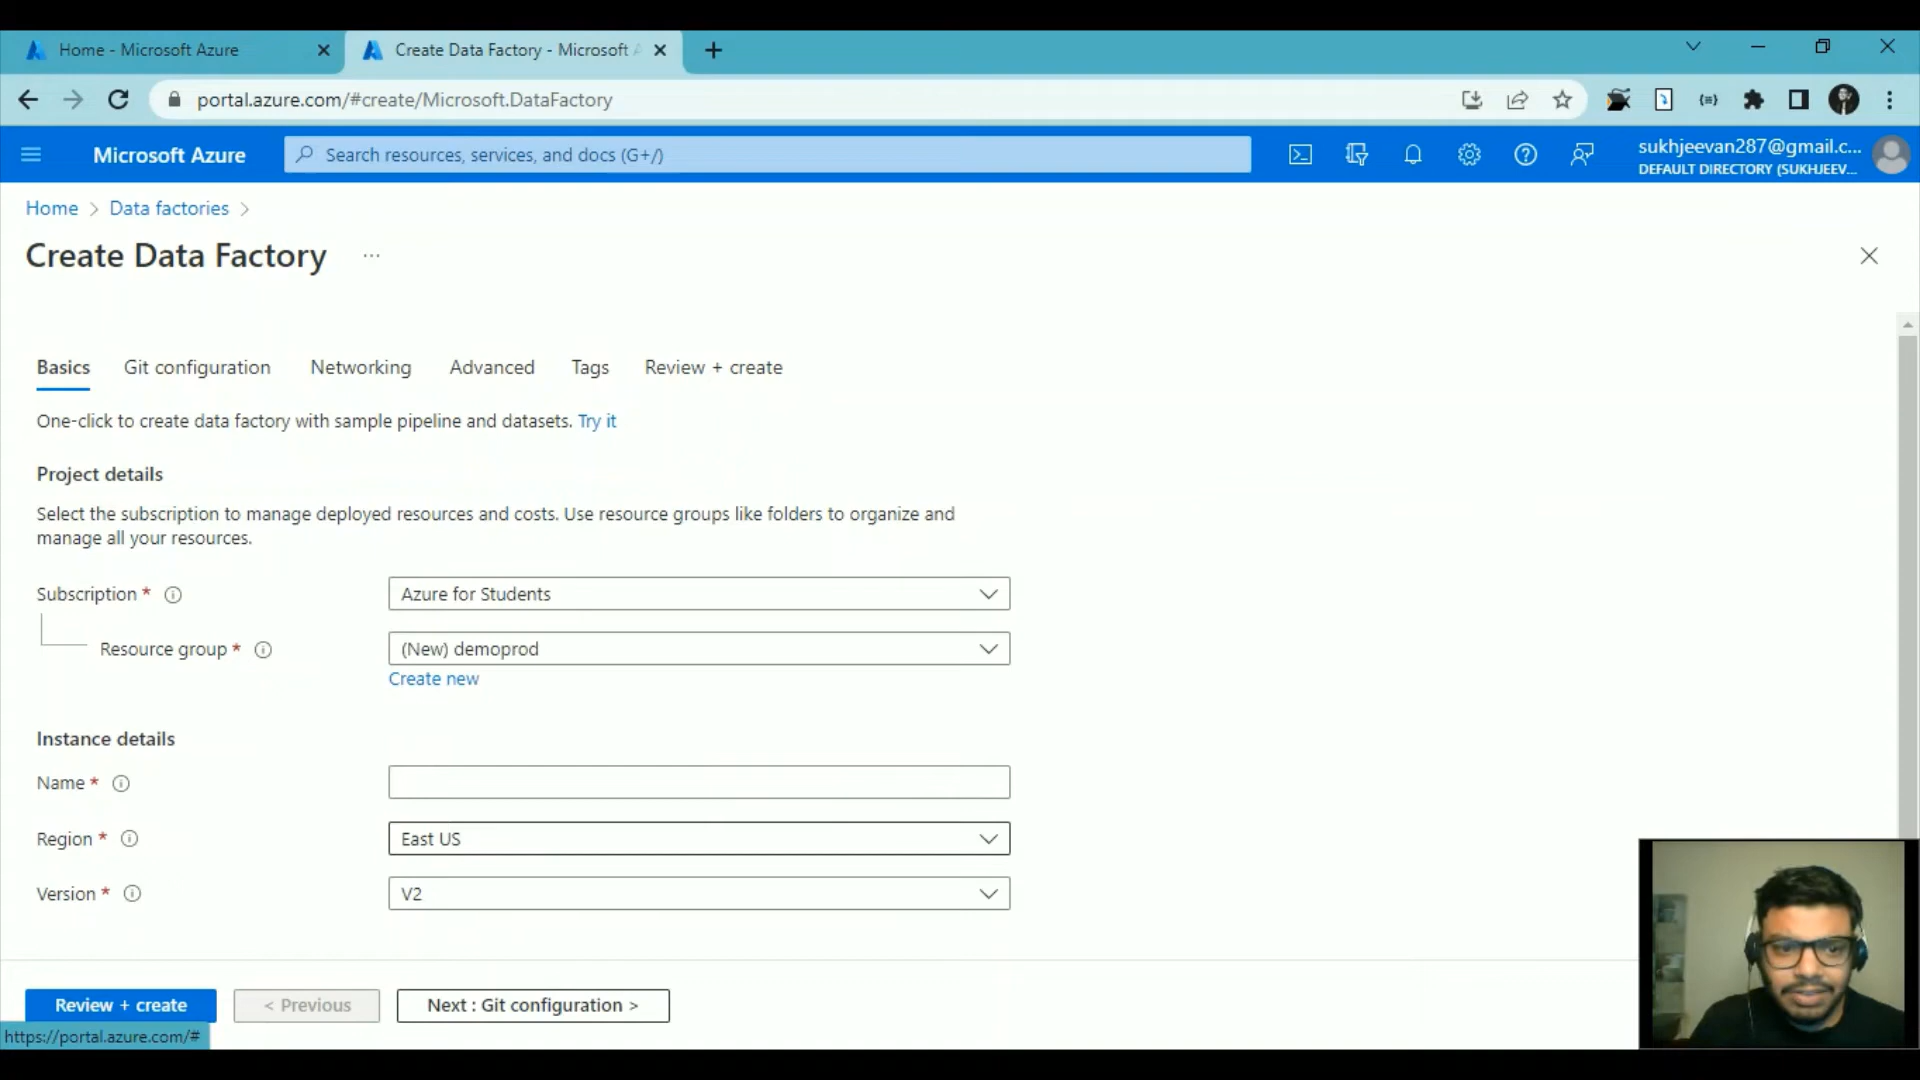 Home - Microsoft Azure
Create Data Factory - Microsoft A
portal.azure.com/#create/Microsoft.DataFactory
Microsoft Azure
Search resources, services, and docs (G+/)
sukhjeevan287@gmail.c...
DEFAULT DIRECTORY (SUKHJEEV...
Home > Data factories >
Create Data Factory ...
Basics Git configuration Networking Advanced Tags Review + create
One-click to create data factory with sample pipeline and datasets. Try it
Project details
Select the subscription to manage deployed resources and costs. Use resource groups like folders to organize and
manage all your resources.
Subscription * Azure for Students
Resource group * (New) demoprod
Create new
Instance details
Name *
Region * East US
Version * V2
Review + create < Previous Next : Git configuration >
https://portal.azure.com/#